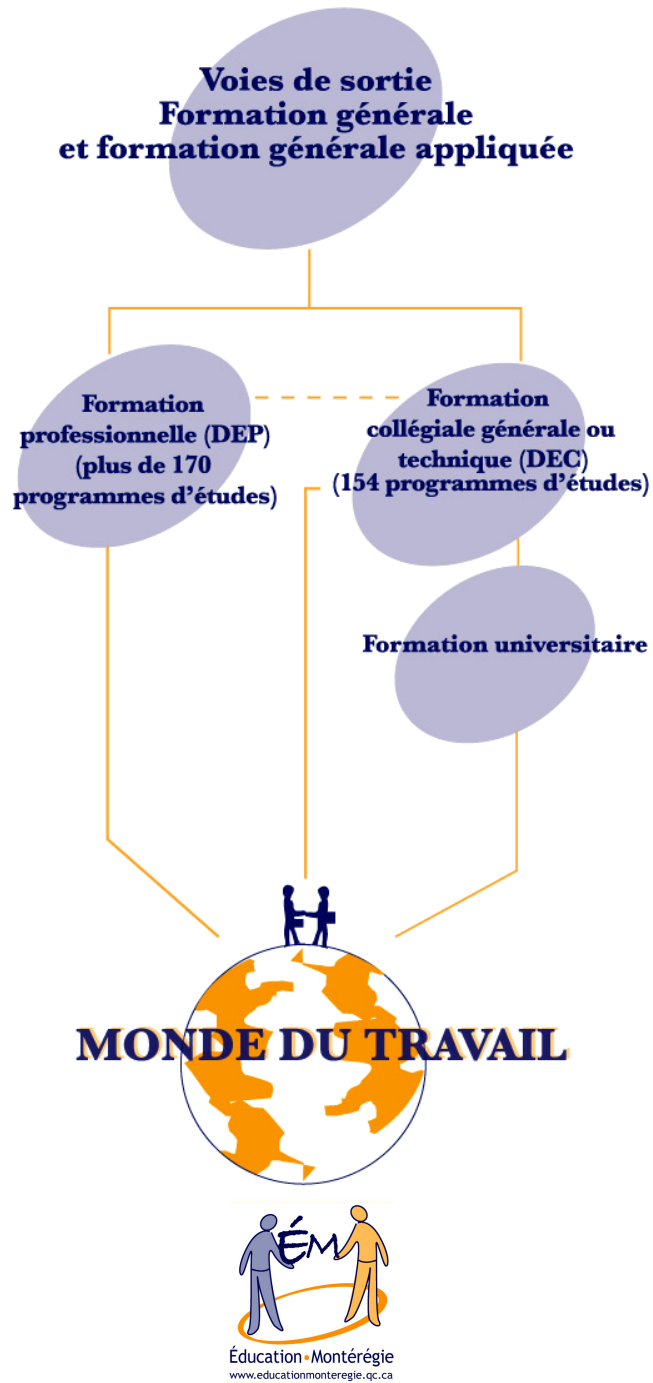 Voies de sortie
Formation générale
et formation générale appliquée
Formation
professionnelle (DEP)
(plus de 170
programmes d'études)
Formation
collégiale générale ou
technique (DEC)
(154 programmes d'études)
Formation universitaire
MONDE DU TRAVAIL
ÉM
Éducation•Montérégie
www.educationmonteregie.qc.ca